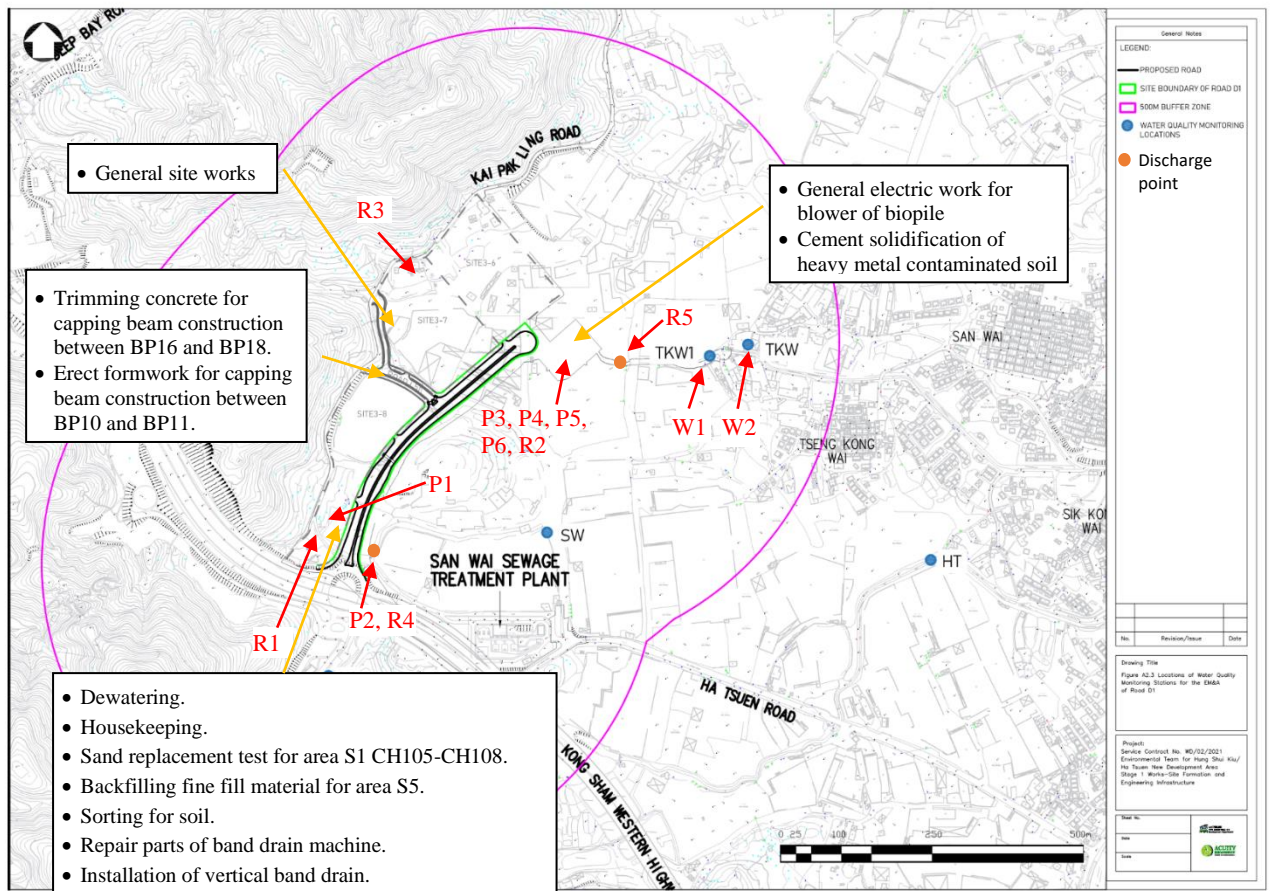 DEEP BAY RO
KAI PAK LING ROAD
• General site works
• General electric work for
blower of biopile
• Cement solidification of
heavy metal contaminated soil
R3
SITE3-6
• Trimming concrete for
capping beam construction
between BP16 and BP18.
• Erect formwork for capping
beam construction between
BP10 and BP11.
SITE3-7
R5
SAN WAI
TKW1
TKW
SITE3-8
P3, P4, P5,
P6, R2
W1
W2
TSENG KONG
WAI
P1
SIK KO
WAI
SW
HT
SAN WAI SEWAGE
TREATMENT PLANT
P2, R4
R1
HA TSUEN ROAD
KONG SHAM WESTERN HIGH
• Dewatering.
• Housekeeping.
• Sand replacement test for area S1 CH105-CH108.
• Backfilling fine fill material for area S5.
• Sorting for soil.
• Repair parts of band drain machine.
• Installation of vertical band drain.
0 25 100 250 500m
General Notes
LEGEND:
PROPOSED ROAD
SITE BOUNDARY OF ROAD D1
500M BUFFER ZONE
WATER QUALITY MONITORING
LOCATIONS
Discharge
point
No. Revision/Issue Date
Drawing Title
Figure A2.3 Locations of Water Quality
Monitoring Stations for the EM&A
of Road D1
Project:
Service Contract No. WD/02/2021
Environmental Team for Hung Shui Kiu/
Ha Tsuen New Development Area
Stage 1 Works-Site Formation and
Engineering Infrastructure
Sheet No.
Date
Scale
ACUITY